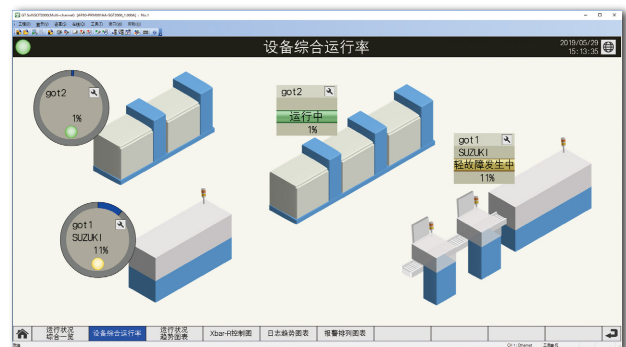 设备综合运行率
2019/05/29
15:13:35
got2
1%
got2
运行中
1%
got1
SUZUKI
轻故障发生中
11%
got1
SUZUKI
11%
运行状况
综合一览
设备综合运行率
运行状况
趋势图表
Xbar-R控制图
日志趋势图表
报警排列图表